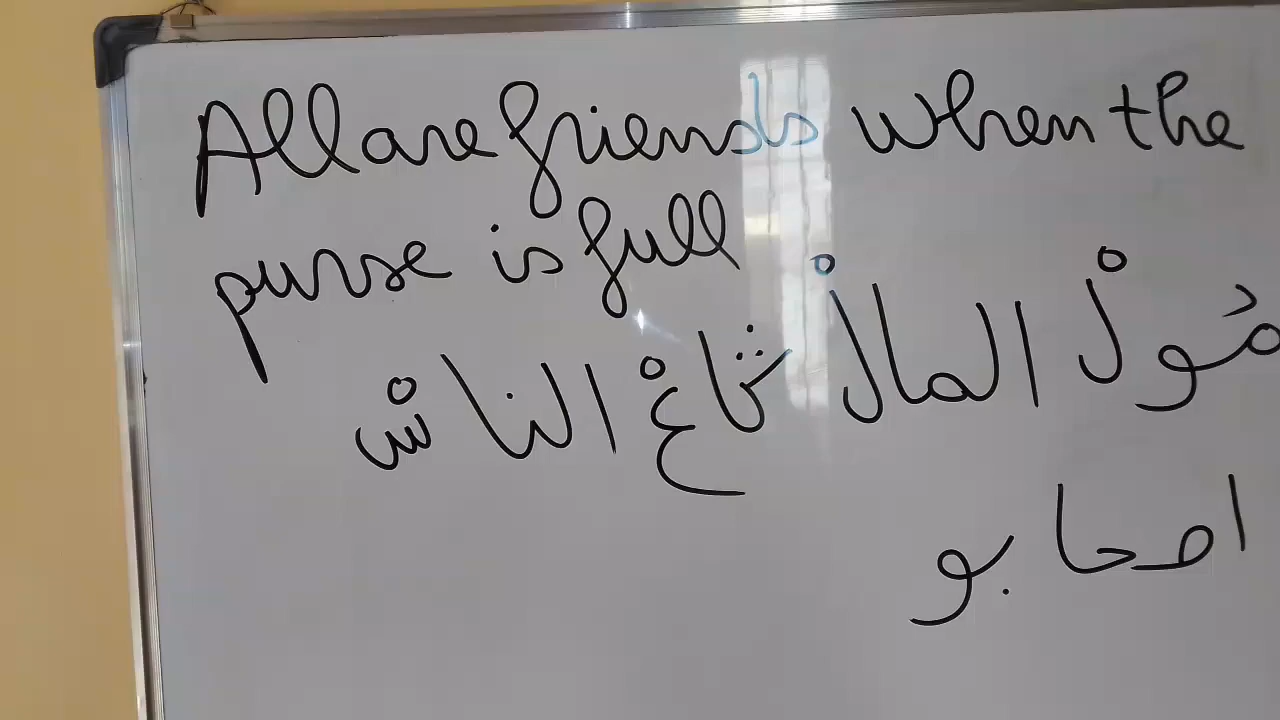 All are friends when the
purse is full
مُولْ المالْ ڨاعْ الناسْ
اصحابو